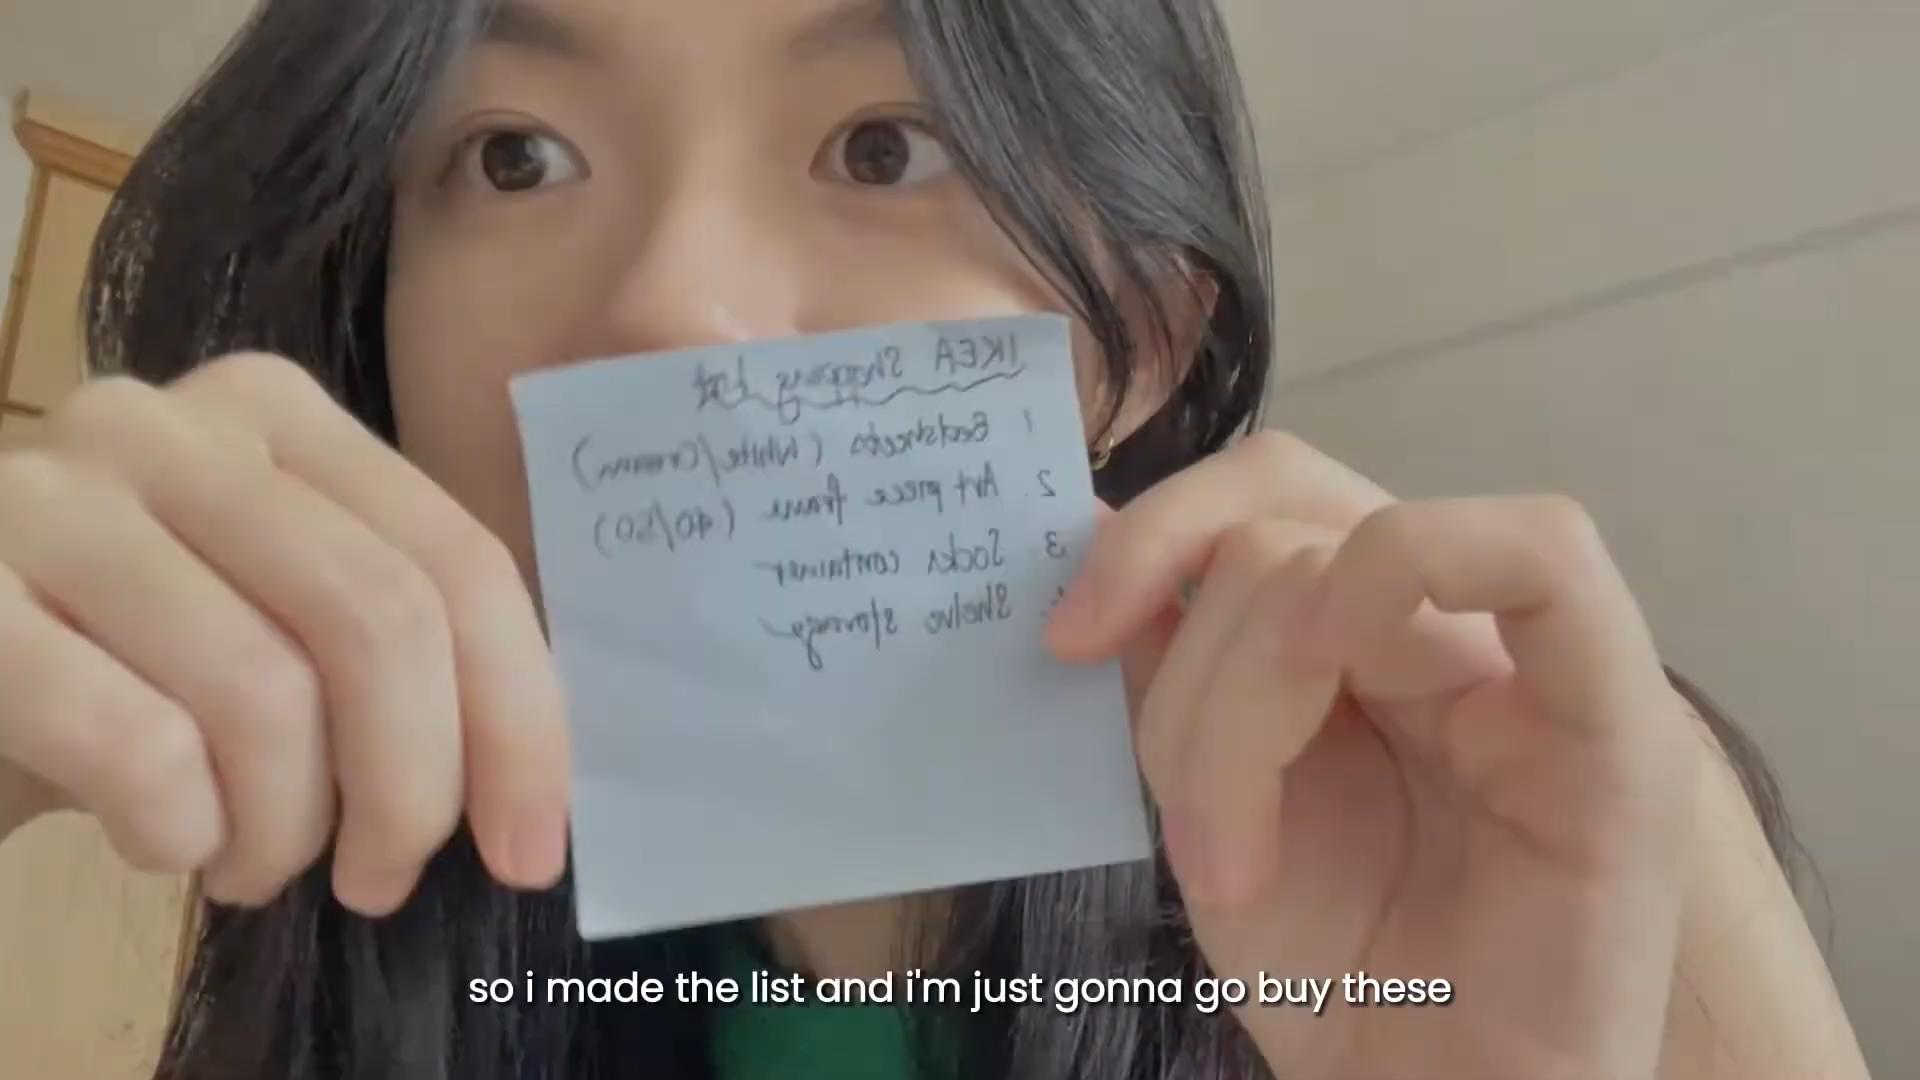 IKEA Shopping List
1 Bedsheets (White/Cream)
2. Art piece frame (40/50)
3 Socks container
4. Shelve storage
so i made the list and i'm just gonna go buy these